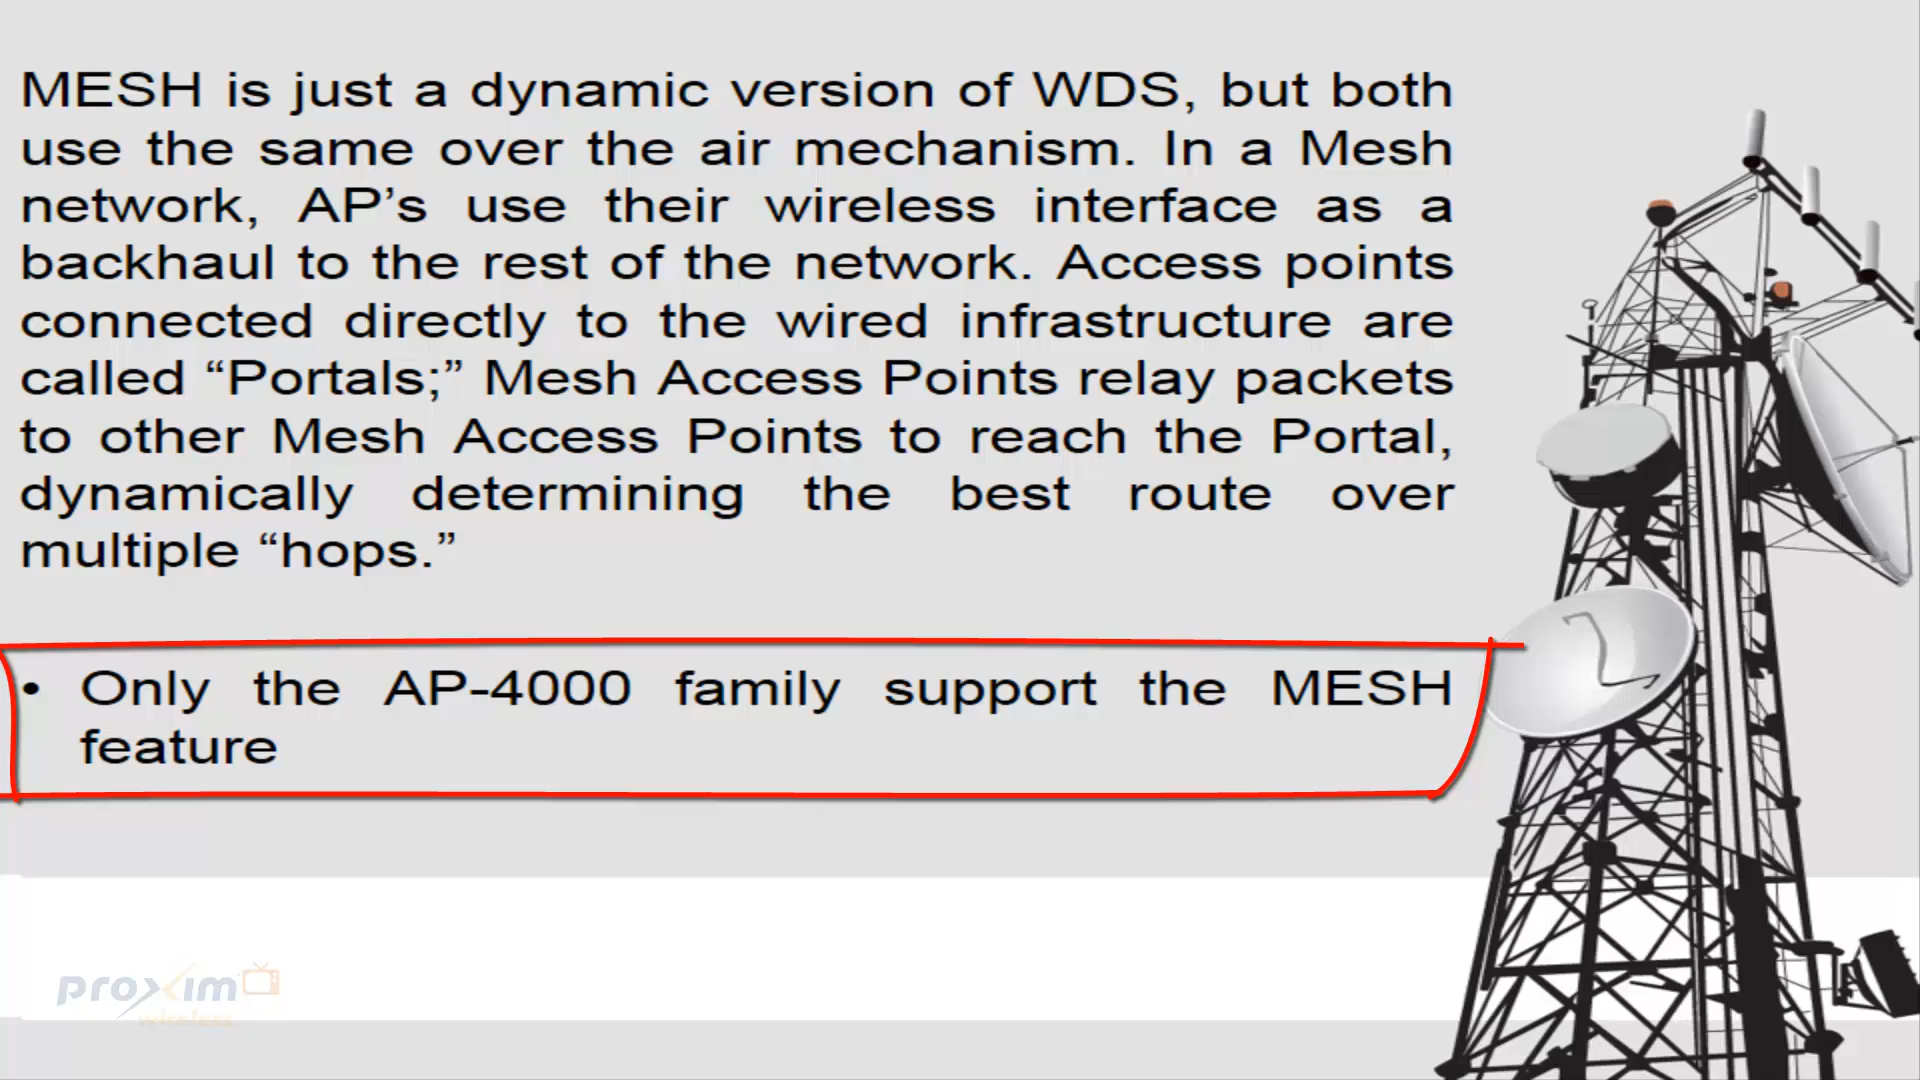 MESH is just a dynamic version of WDS, but both
use the same over the air mechanism. In a Mesh
network, AP’s use their wireless interface as a
backhaul to the rest of the network. Access points
connected directly to the wired infrastructure are
called “Portals;” Mesh Access Points relay packets
to other Mesh Access Points to reach the Portal,
dynamically determining the best route over
multiple “hops.”
• Only the AP-4000 family support the MESH
feature
proxim
wireless